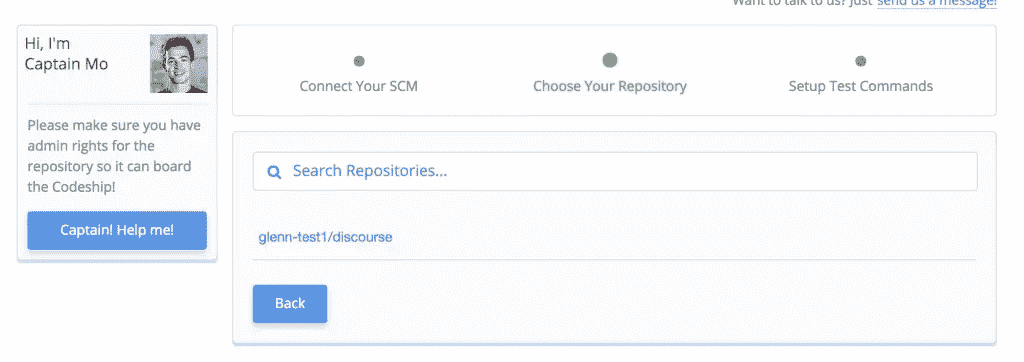 Want to talk to us? Just send us a message!
Hi, I'm
Captain Mo
Please make sure you have
admin rights for the
repository so it can board
the Codeship!
Captain! Help me!
Connect Your SCM
Choose Your Repository
Setup Test Commands
Search Repositories...
glenn-test1/discourse
Back